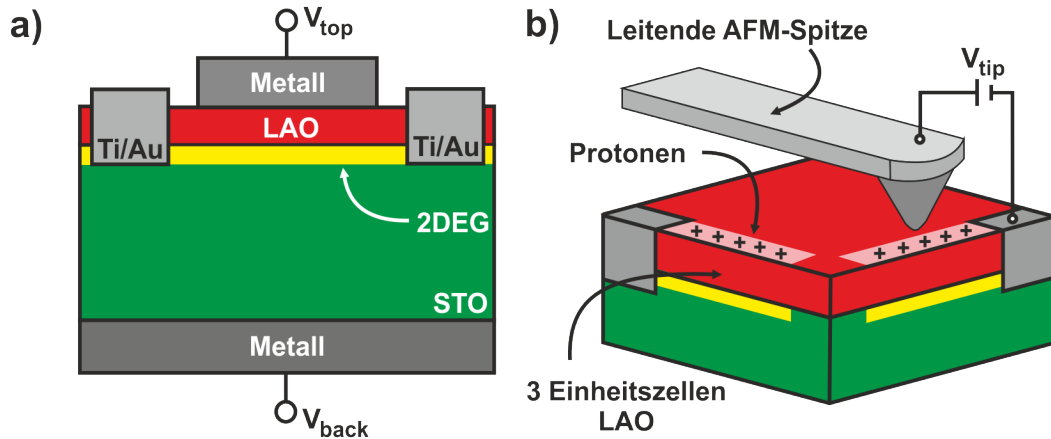 a)
V_top
Metall
LAO
Ti/Au
Ti/Au
2DEG
STO
Metall
V_back
b)
Leitende AFM-Spitze
V_tip
Protonen
+ + + + +
+ + + + +
3 Einheitszellen
LAO